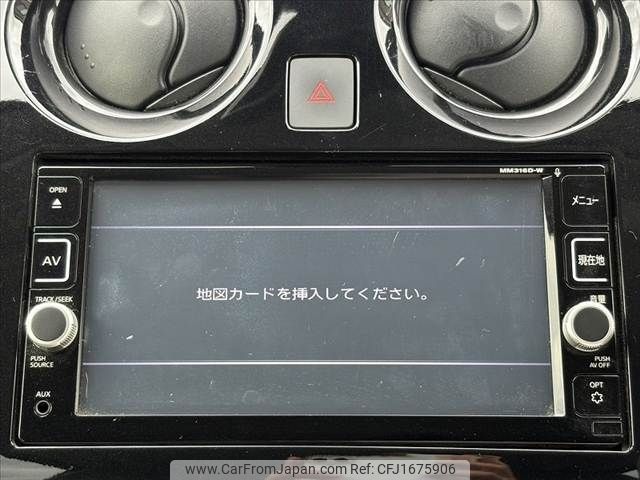 MM316D-W
OPEN
メニュー
AV
現在地
地図カードを挿入してください。
TRACK/SEEK
音量
PUSH
SOURCE
PUSH
AV OFF
AUX
OPT
www.CarFromJapan.com Ref: CFJ1675906